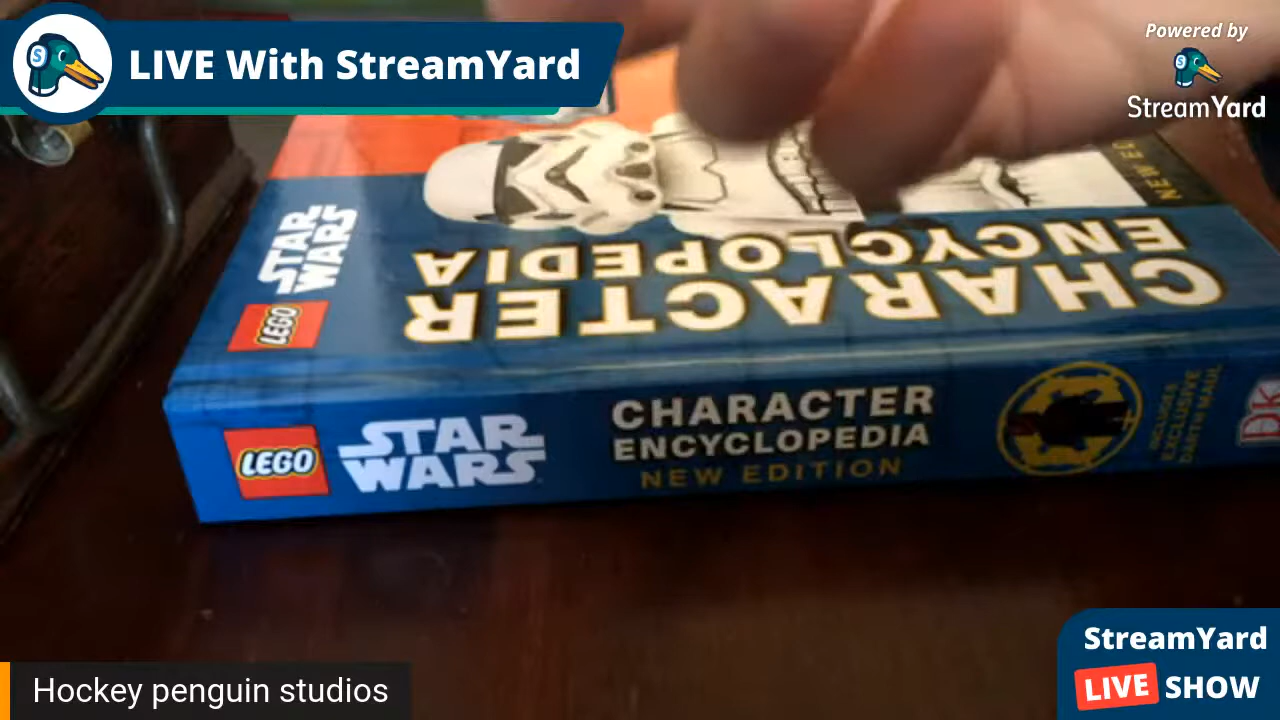 LIVE With StreamYard
Powered by
StreamYard
STAR
WARS
LEGO
NEW ED
CHARACTER
ENCYCLOPEDIA
LEGO
STAR
WARS
CHARACTER
ENCYCLOPEDIA
NEW EDITION
INCLUDES
EXCLUSIVE
DARTH MAUL
DK
StreamYard
LIVE SHOW
Hockey penguin studios